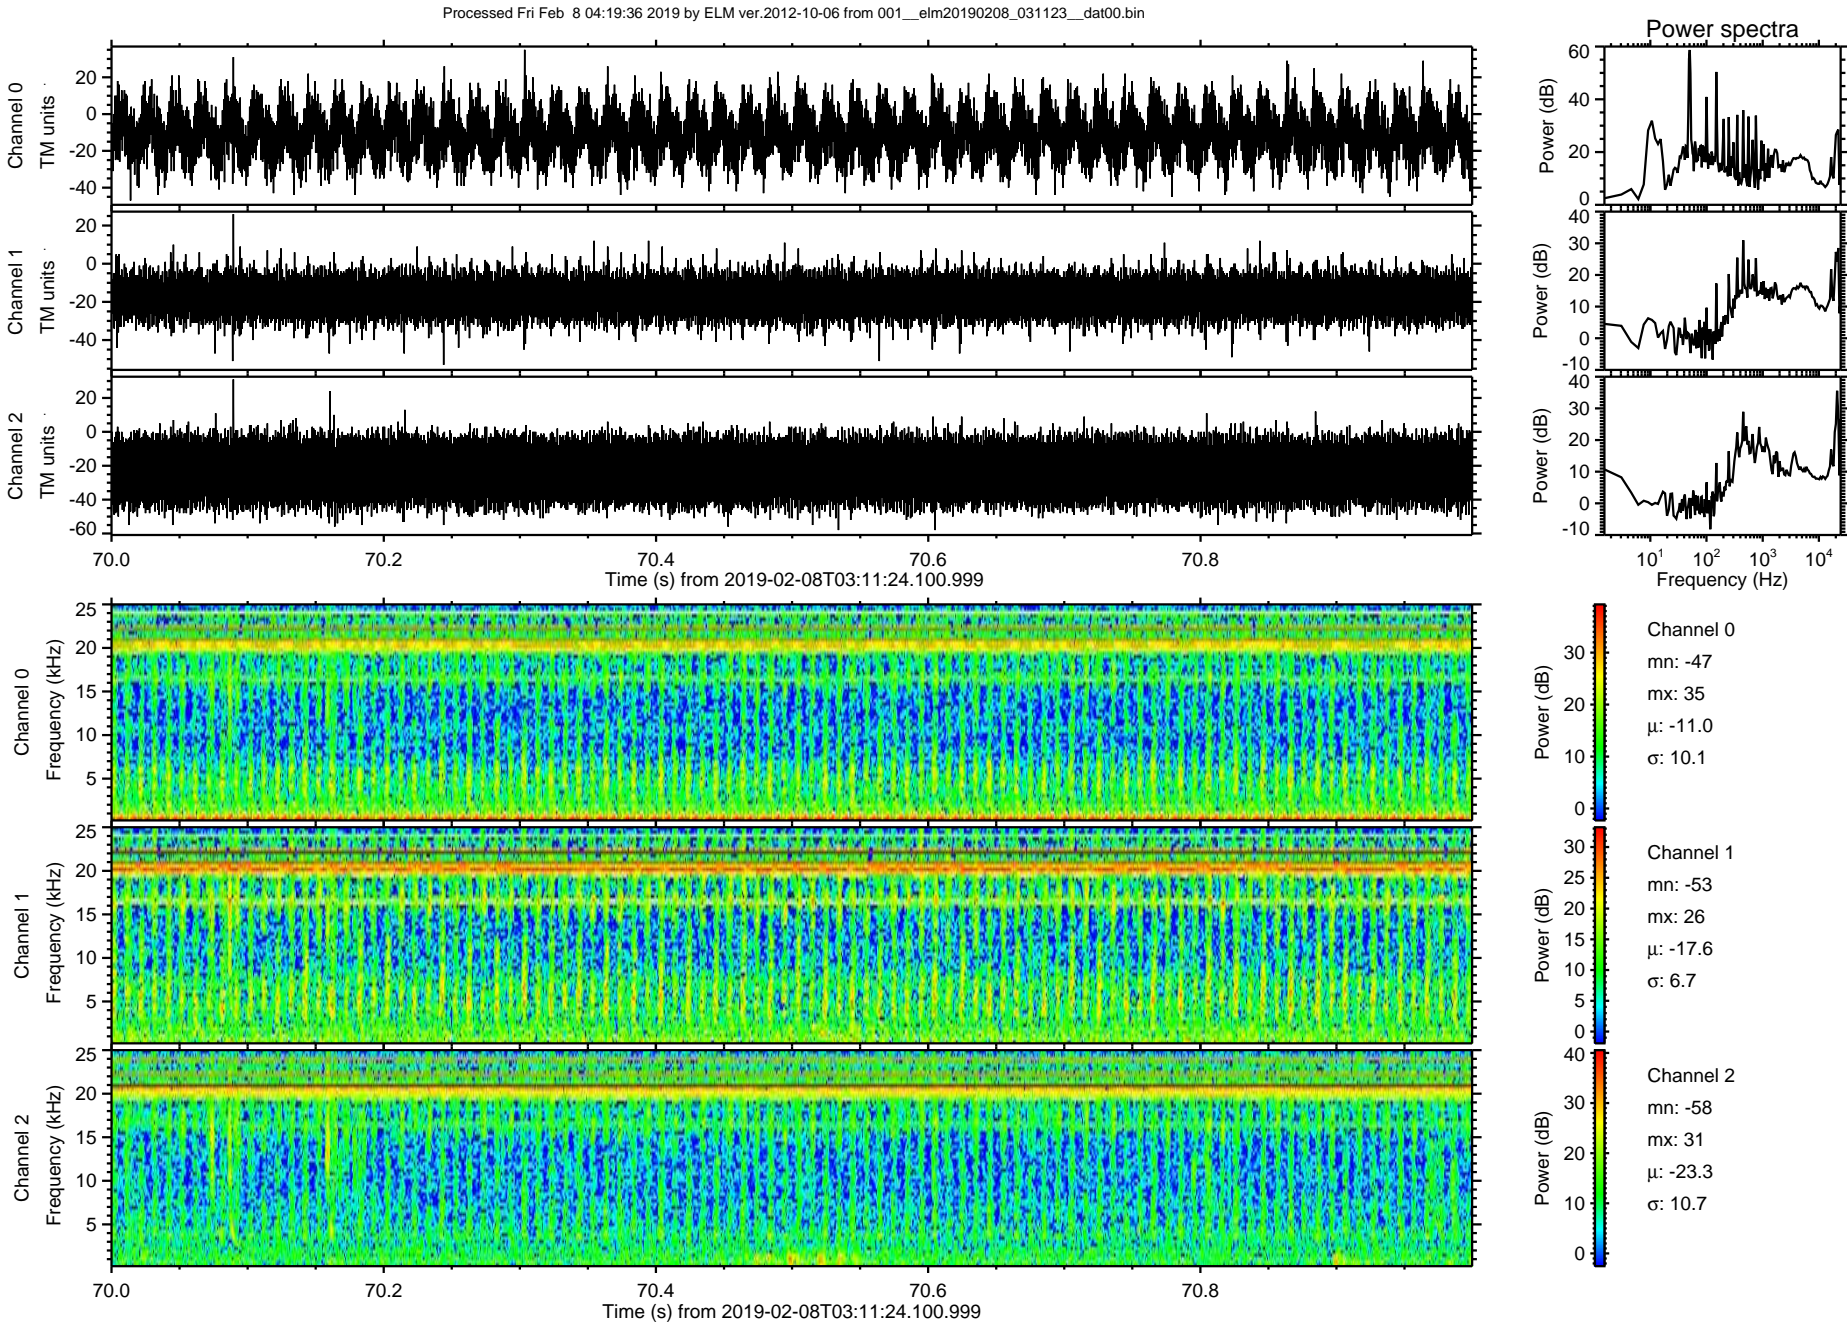 Processed Fri Feb  8 04:19:36 2019 by ELM ver.2012-10-06 from 001__elm20190208_031123__dat00.bin
Power spectra
Channel 0
TM units
20
0
-20
-40
Power (dB)
60
40
20
0
Channel 1
TM units
20
0
-20
-40
Power (dB)
40
30
20
10
0
-10
Channel 2
TM units
20
0
-20
-40
-60
Power (dB)
40
30
20
10
0
-10
70.0 70.2 70.4 70.6 70.8
Time (s) from 2019-02-08T03:11:24.100.999
10^1 10^2 10^3 10^4
Frequency (Hz)
Channel 0
Frequency (kHz)
25
20
15
10
5
Power (dB)
30
20
10
0
Channel 0
mn: -47
mx: 35
μ: -11.0
σ: 10.1
Channel 1
Frequency (kHz)
25
20
15
10
5
Power (dB)
30
25
20
15
10
5
0
Channel 1
mn: -53
mx: 26
μ: -17.6
σ: 6.7
Channel 2
Frequency (kHz)
25
20
15
10
5
Power (dB)
40
30
20
10
0
Channel 2
mn: -58
mx: 31
μ: -23.3
σ: 10.7
70.0 70.2 70.4 70.6 70.8
Time (s) from 2019-02-08T03:11:24.100.999